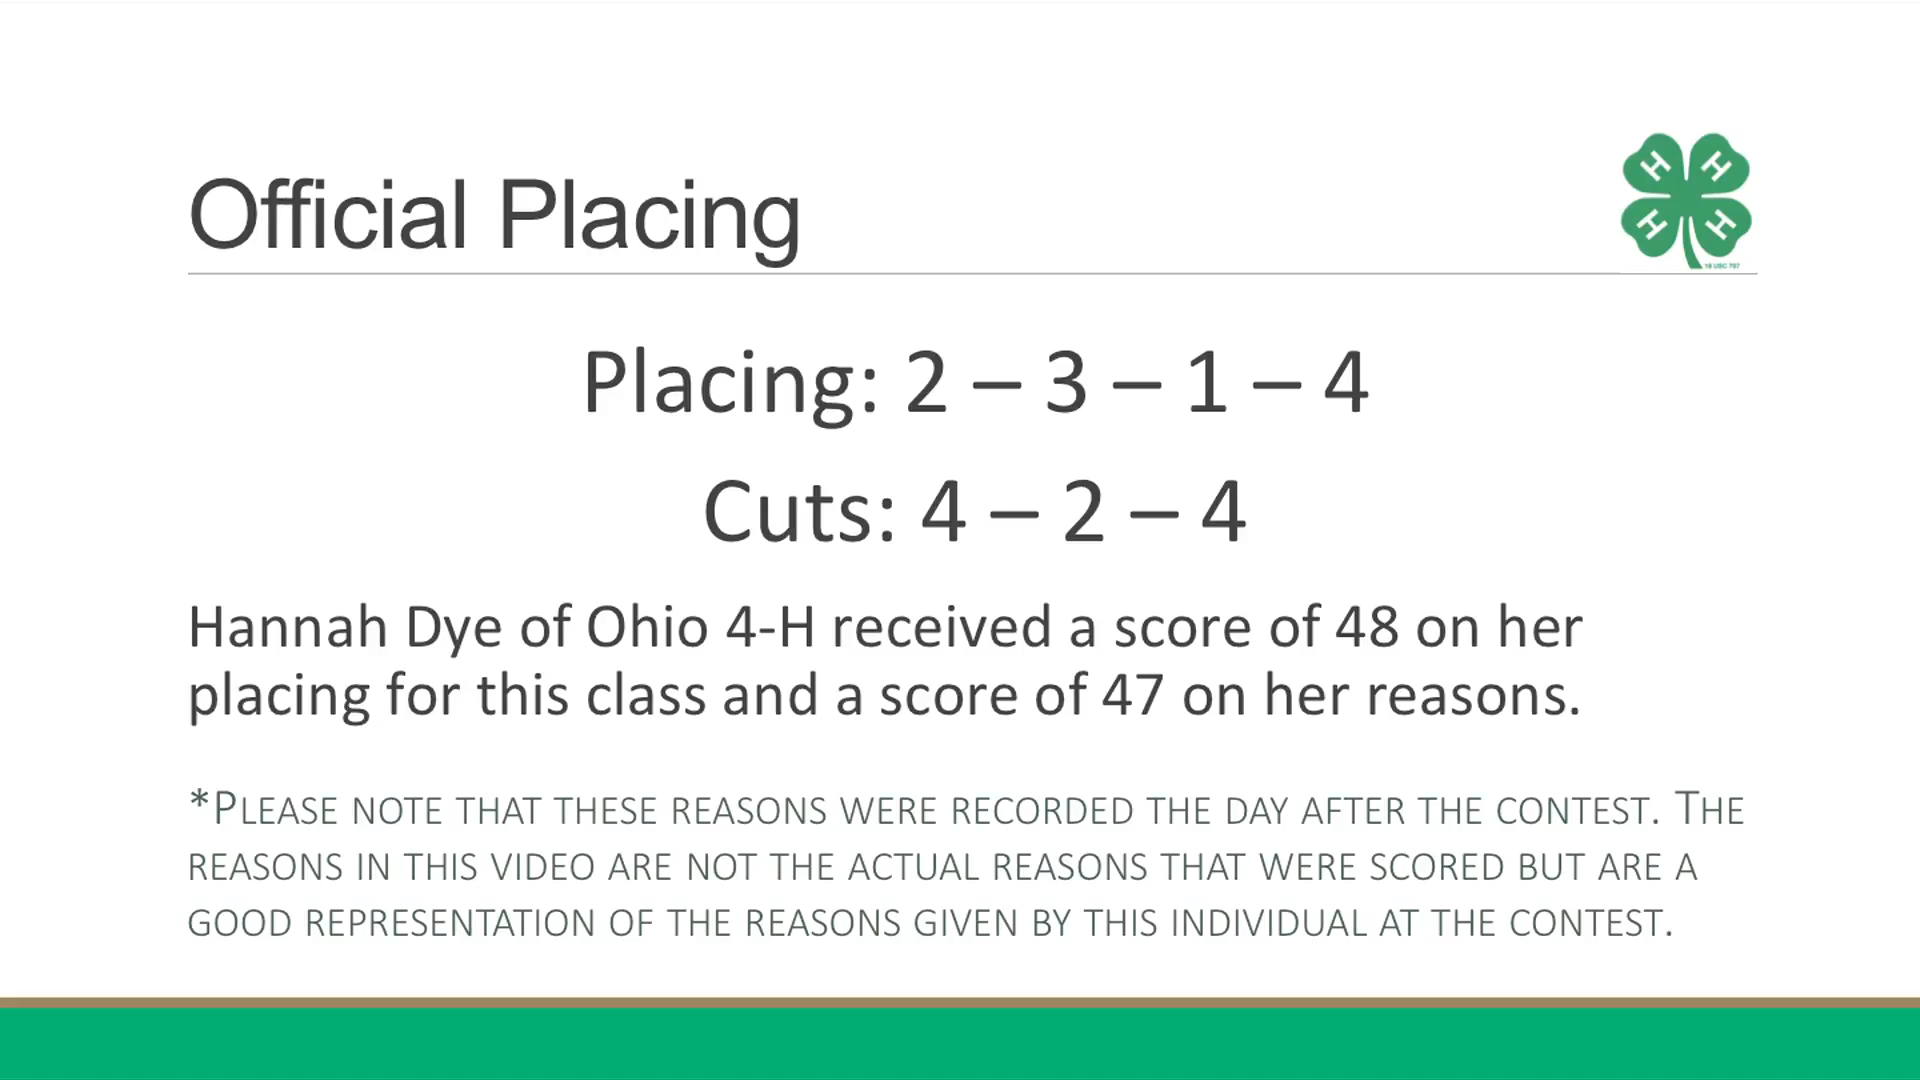 Official Placing
H H
H H
18 USC 707
Placing: 2 – 3 – 1 – 4
Cuts: 4 – 2 – 4
Hannah Dye of Ohio 4-H received a score of 48 on her
placing for this class and a score of 47 on her reasons.
*PLEASE NOTE THAT THESE REASONS WERE RECORDED THE DAY AFTER THE CONTEST. THE
REASONS IN THIS VIDEO ARE NOT THE ACTUAL REASONS THAT WERE SCORED BUT ARE A
GOOD REPRESENTATION OF THE REASONS GIVEN BY THIS INDIVIDUAL AT THE CONTEST.